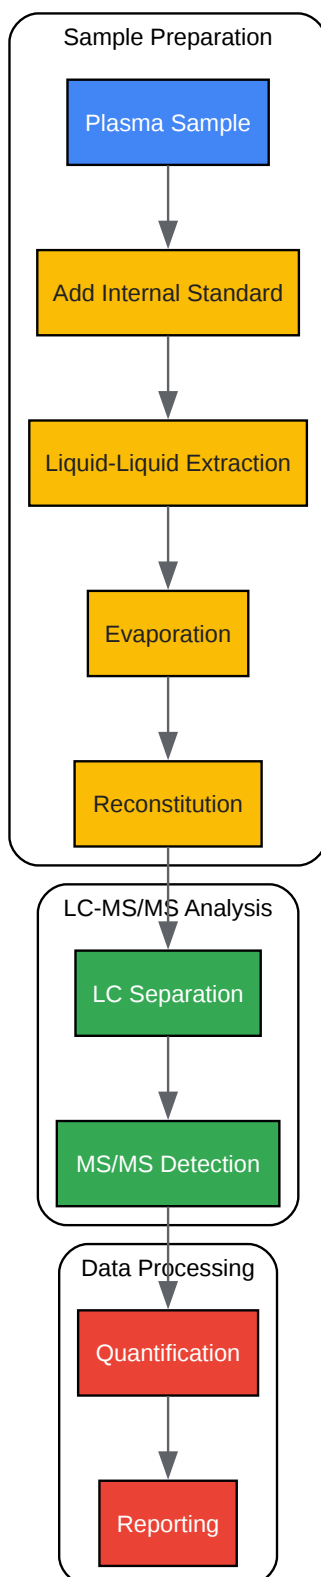 Sample Preparation
Plasma Sample
Add Internal Standard
Liquid-Liquid Extraction
Evaporation
Reconstitution
LC-MS/MS Analysis
LC Separation
MS/MS Detection
Data Processing
Quantification
Reporting